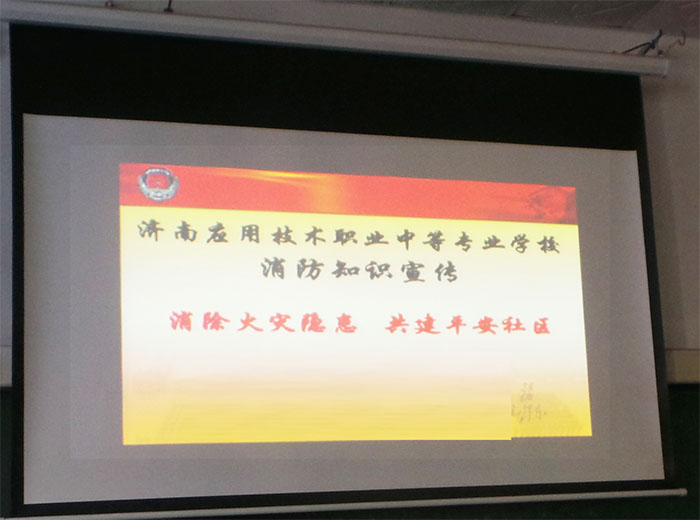 济南应用技术职业中等专业学校
消防知识宣传
消除火灾隐患 共建平安社区